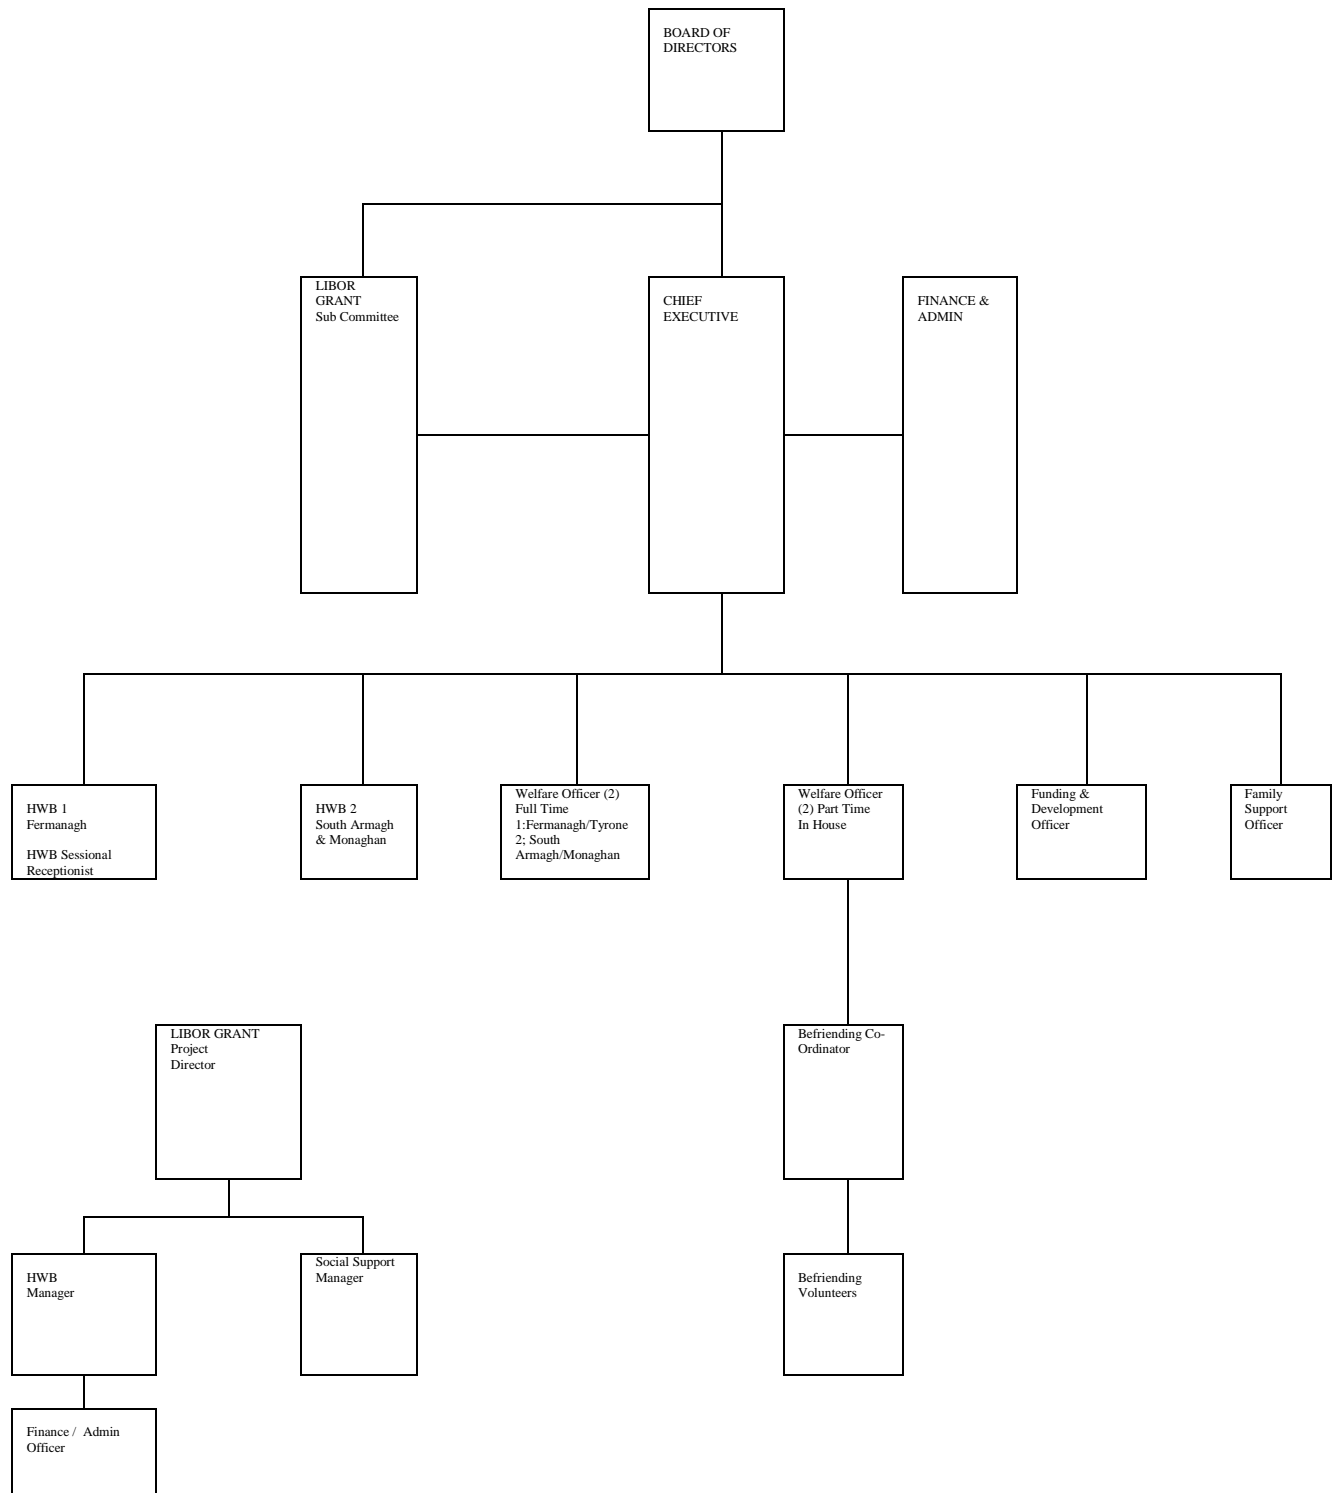 BOARD OF
DIRECTORS
LIBOR
GRANT
Sub Committee
CHIEF
EXECUTIVE
FINANCE &
ADMIN
HWB 1
Fermanagh
HWB Sessional
Receptionist
HWB 2
South Armagh
& Monaghan
Welfare Officer (2)
Full Time
1:Fermanagh/Tyrone
2; South
Armagh/Monaghan
Welfare Officer
(2) Part Time
In House
Funding &
Development
Officer
Family
Support
Officer
LIBOR GRANT
Project
Director
Befriending Co-
Ordinator
HWB
Manager
Social Support
Manager
Befriending
Volunteers
Finance /  Admin
Officer